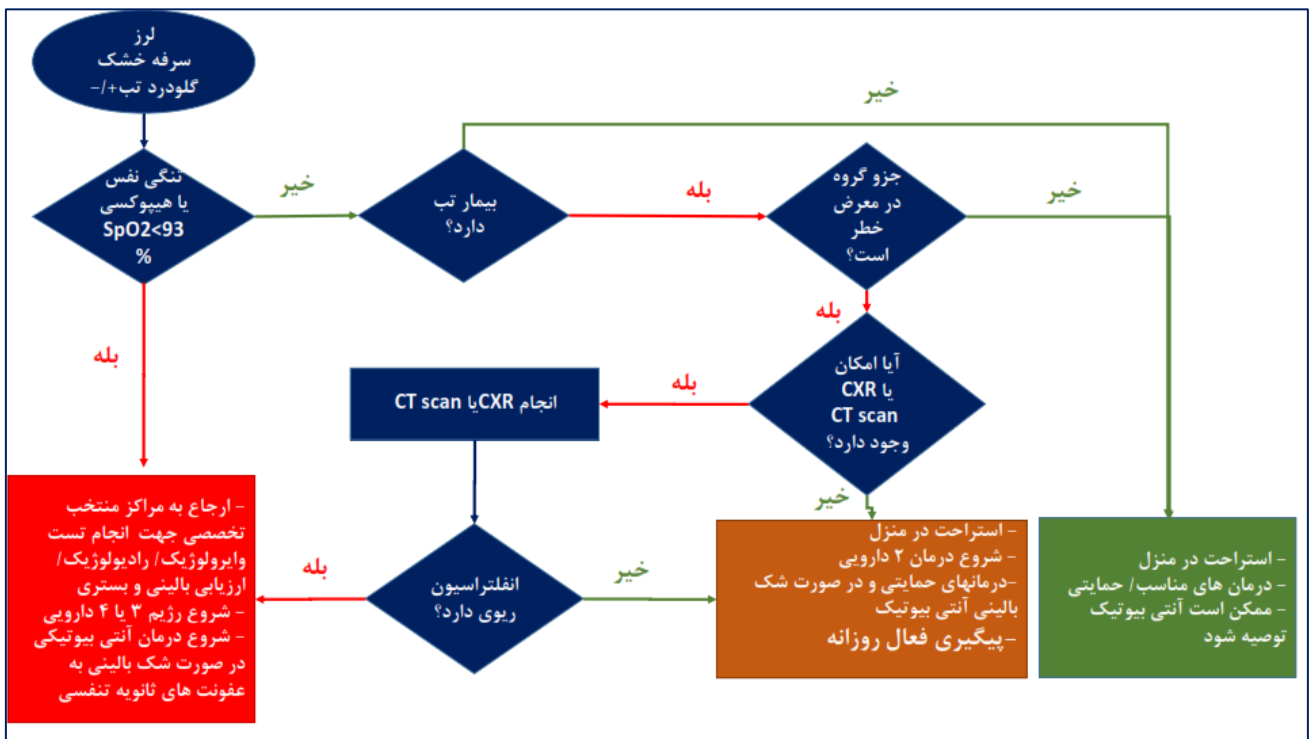 لرز
سرفه خشک
گلودرد تب+/-
تنگی نفس
یا هیپوکسی
SpO2<93
%
خیر
بیمار تب
دارد؟
خیر
بله
جزو گروه
در معرض
خطر
است؟
خیر
بله
بله
آیا امکان
CXR یا
CT scan
وجود دارد؟
بله
انجام CXRیا CT scan
خیر
انفلتراسیون
ریوی دارد؟
بله
خیر
- ارجاع به مراکز منتخب
تخصصی جهت انجام تست
وایرولوژیک/ رادیولوژیک/
ارزیابی بالینی و بستری
- شروع رژیم ۳ یا ۴ دارویی
- شروع درمان آنتی بیوتیکی
در صورت شک بالینی به
عفونت های ثانویه تنفسی
- استراحت در منزل
- شروع درمان ۲ دارویی
-درمانهای حمایتی و در صورت شک
بالینی آنتی بیوتیک
-پیگیری فعال روزانه
- استراحت در منزل
- درمان های مناسب/ حمایتی
- ممکن است آنتی بیوتیک
توصیه شود